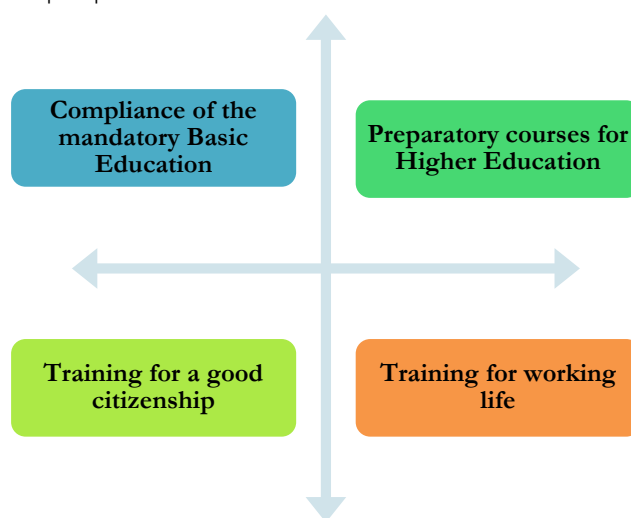 Compliance of the
mandatory Basic
Education
Preparatory courses for
Higher Education
Training for a good
citizenship
Training for working
life